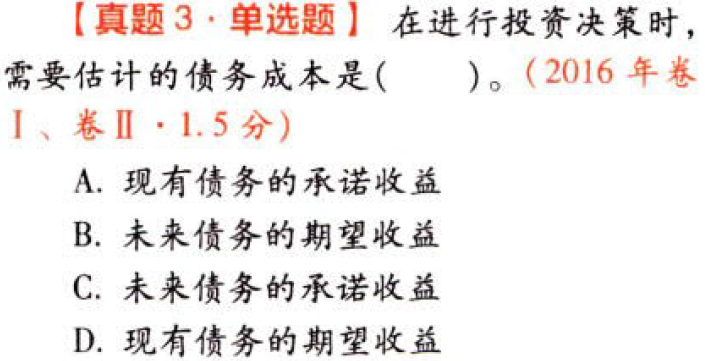 【真题3·单选题】 在进行投资决策时,
需要估计的债务成本是(  )。(2016 年卷
Ⅰ、卷Ⅱ·1.5分)
A. 现有债务的承诺收益
B. 未来债务的期望收益
C. 未来债务的承诺收益
D. 现有债务的期望收益